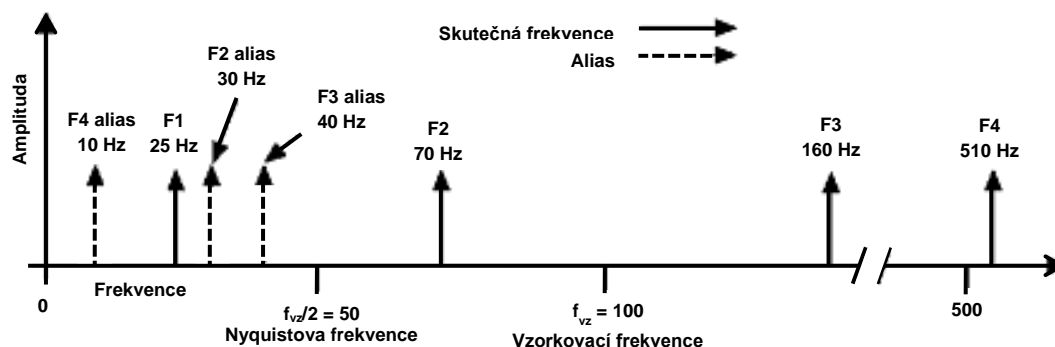 Skutečná frekvence
Alias
Amplituda
F2 alias
30 Hz
F3 alias
40 Hz
F4 alias
10 Hz
F1
25 Hz
F2
70 Hz
F3
160 Hz
F4
510 Hz
0
Frekvence
fvz/2 = 50
Nyquistova frekvence
fvz = 100
Vzorkovací frekvence
500